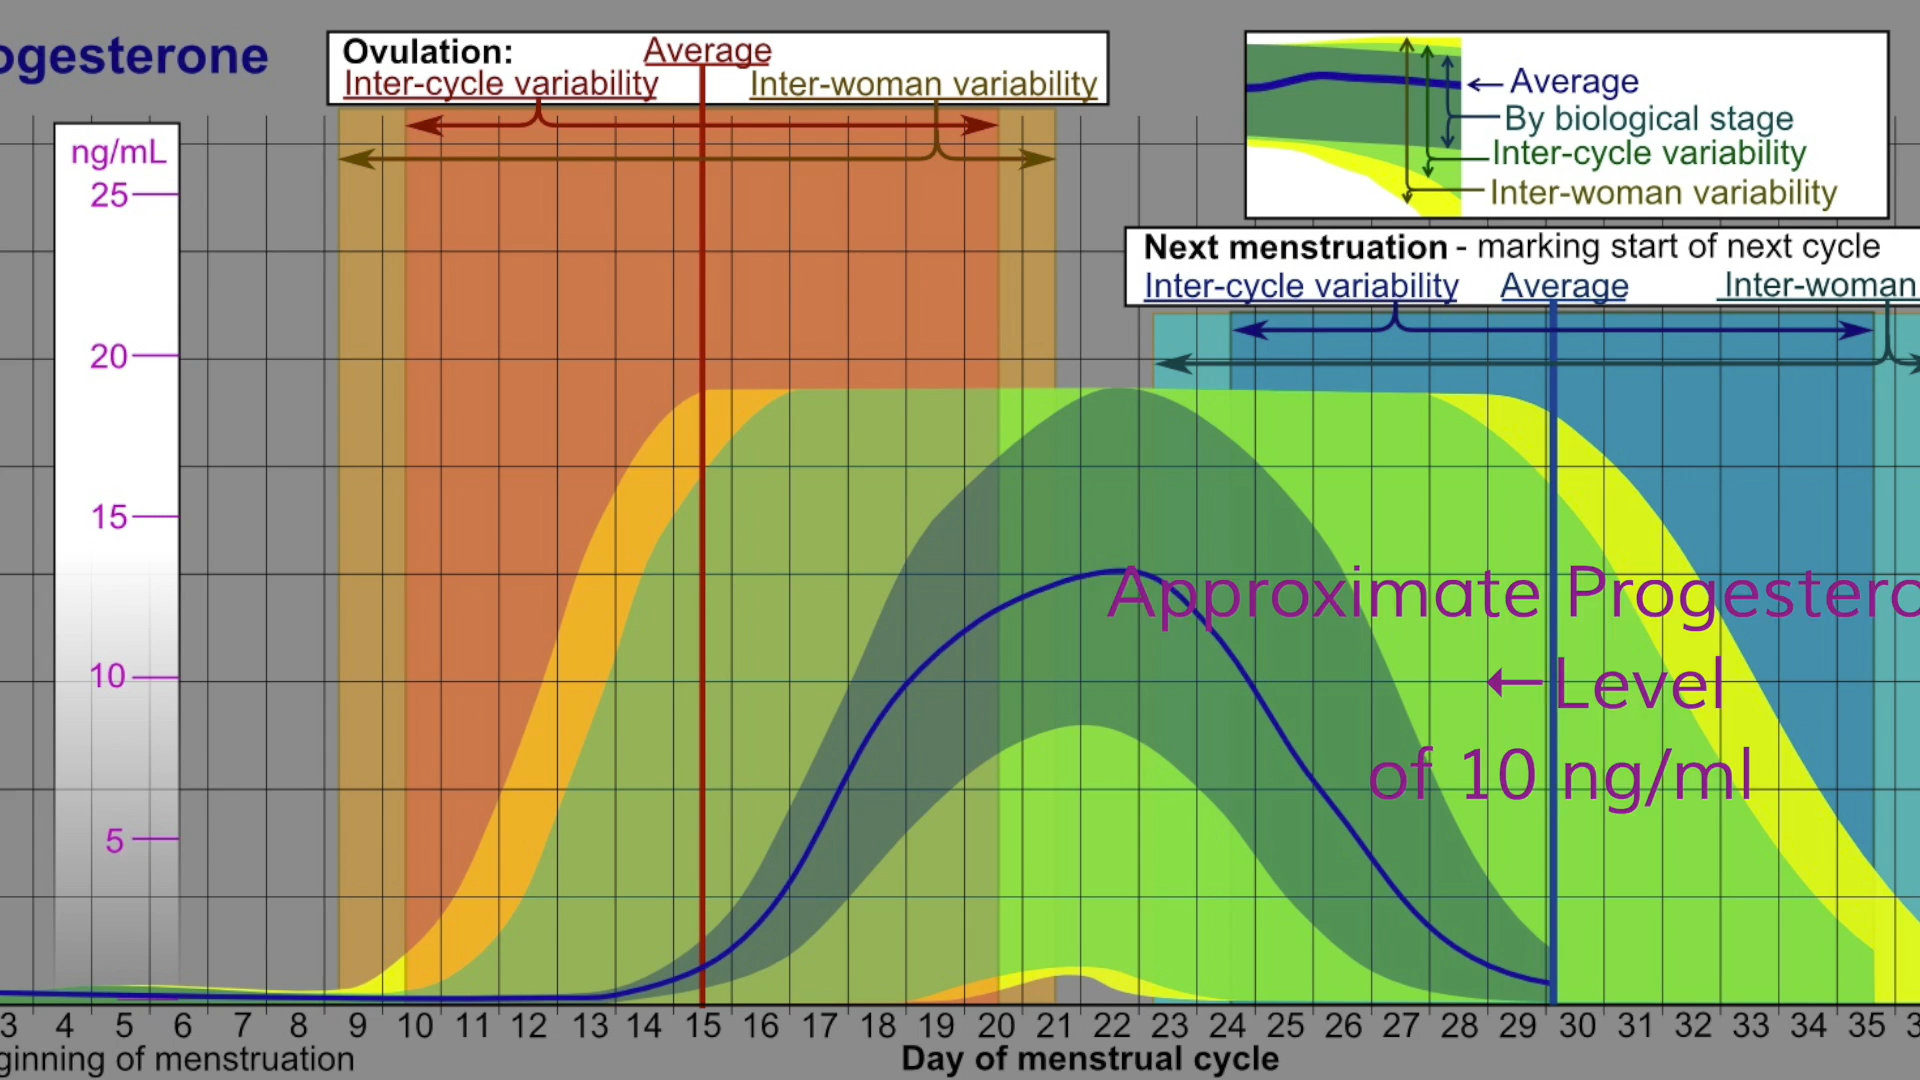 ogesterone
Ovulation:
Average
Inter-cycle variability
Inter-woman variability
Average
By biological stage
Inter-cycle variability
Inter-woman variability
Next menstruation - marking start of next cycle
Inter-cycle variability
Average
Inter-woman
ng/mL
25
20
15
10
5
Approximate Progestero
←Level
of 10 ng/ml
3 4 5 6 7 8 9 10 11 12 13 14 15 16 17 18 19 20 21 22 23 24 25 26 27 28 29 30 31 32 33 34 35 3
ginning of menstruation
Day of menstrual cycle